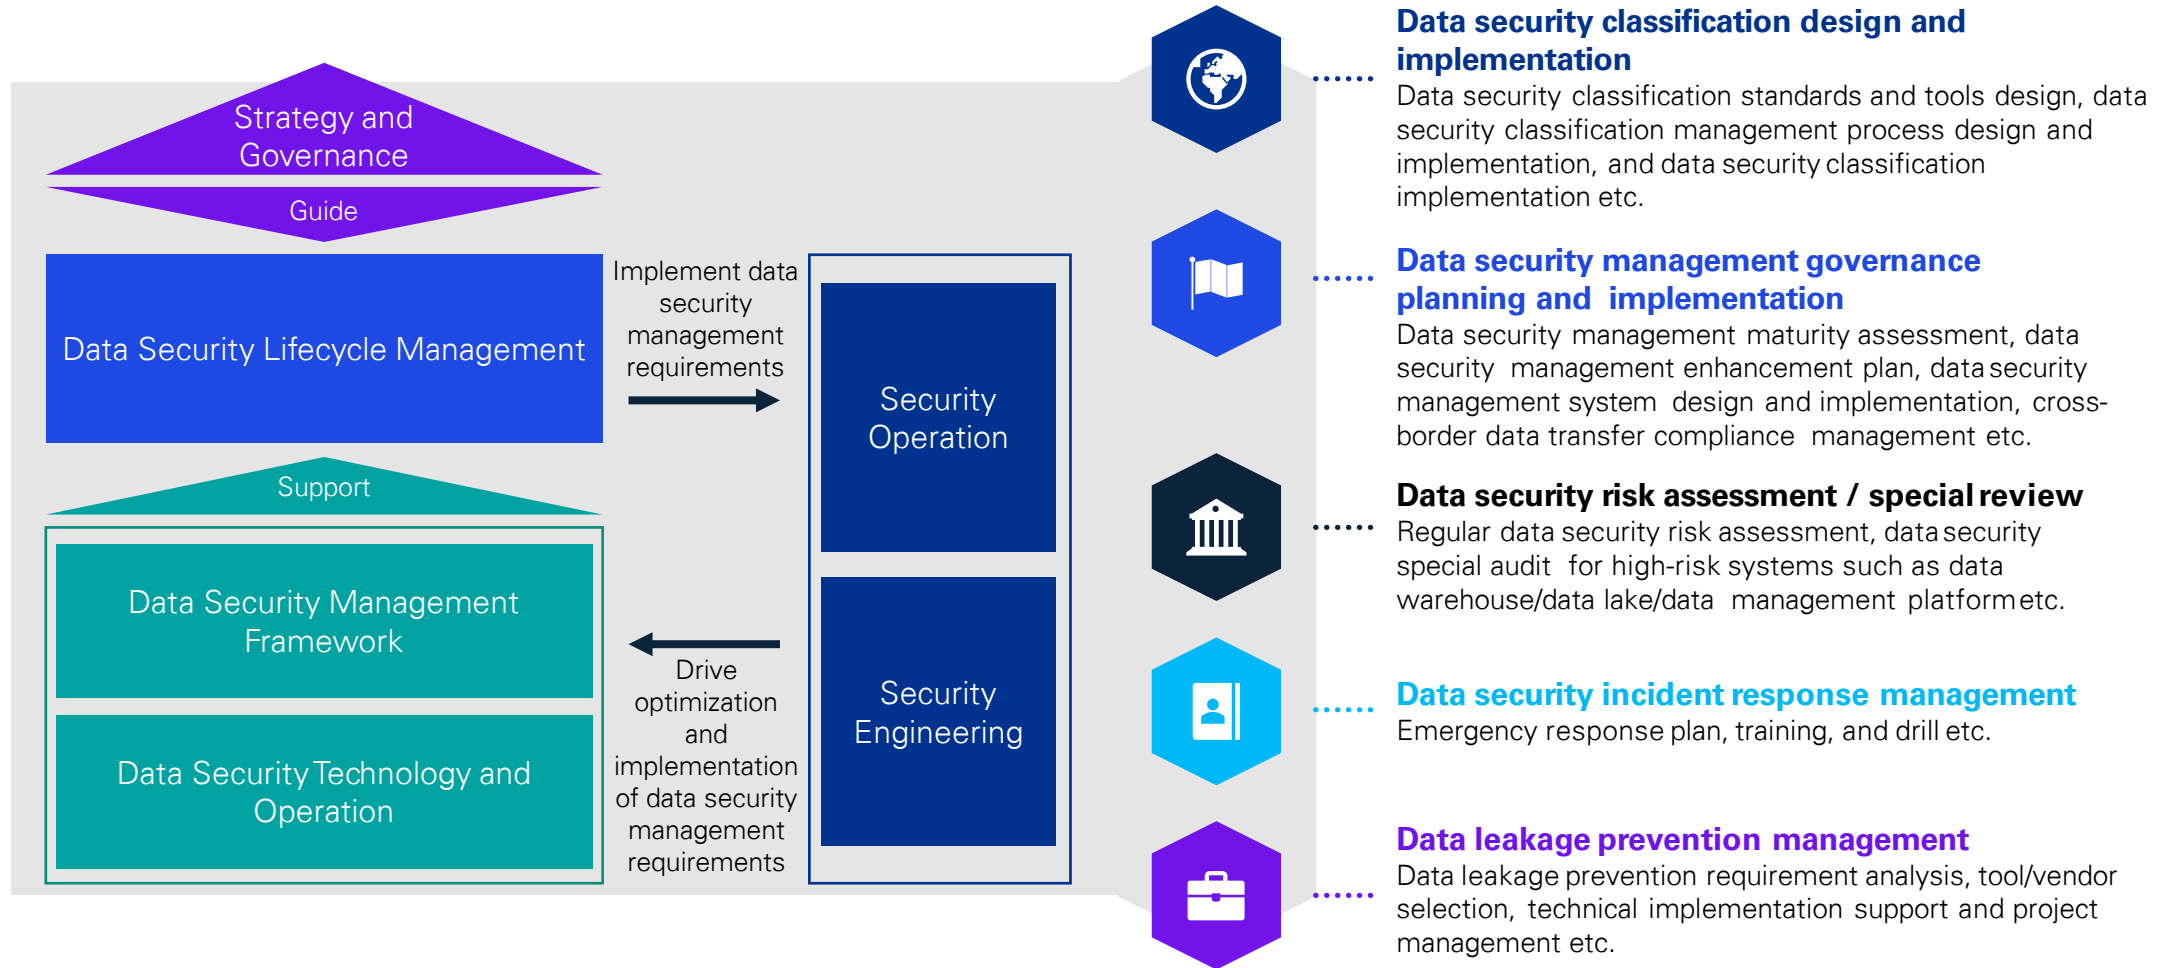 Strategy and
Governance
Guide
Data Security Lifecycle Management
Support
Data Security Management
Framework
Data Security Technology and
Operation
Implement data
security
management
requirements
Drive
optimization
and
implementation
of data security
management
requirements
Security
Operation
Security
Engineering
Data security classification design and
implementation
Data security classification standards and tools design, data
security classification management process design and
implementation, and data security classification
implementation etc.
Data security management governance
planning and implementation
Data security management maturity assessment, data
security management enhancement plan, data security
management system design and implementation, cross-
border data transfer compliance management etc.
Data security risk assessment / special review
Regular data security risk assessment, data security
special audit for high-risk systems such as data
warehouse/data lake/data management platform etc.
Data security incident response management
Emergency response plan, training, and drill etc.
Data leakage prevention management
Data leakage prevention requirement analysis, tool/vendor
selection, technical implementation support and project
management etc.